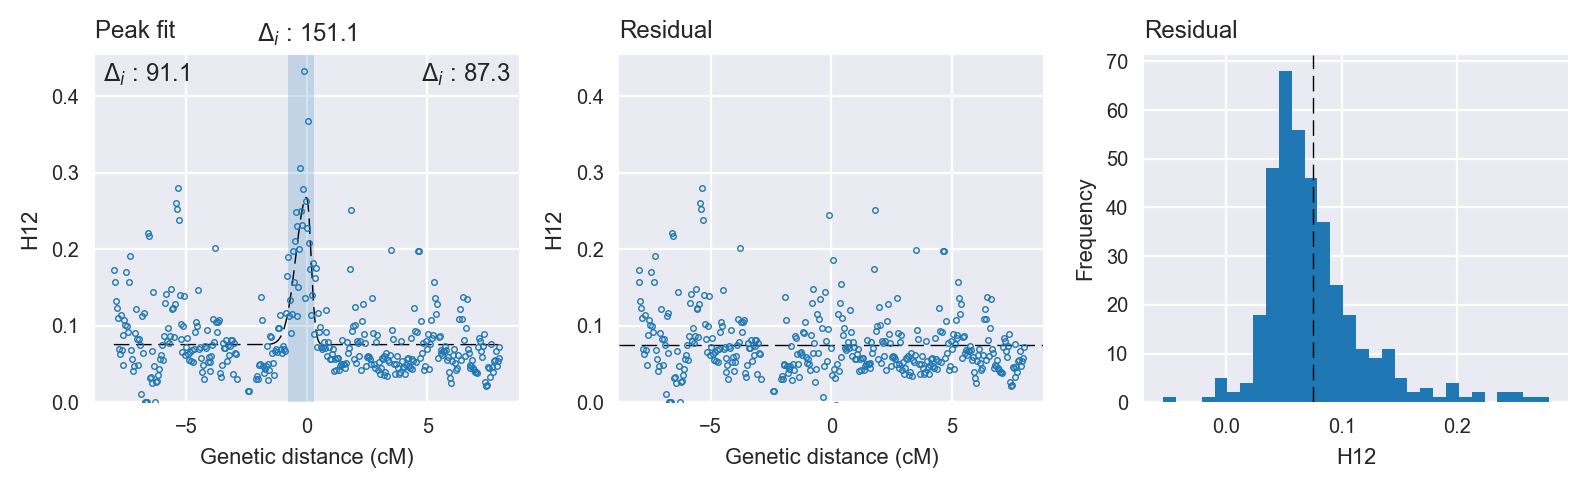 Peak fit
Δi : 151.1
Δi : 91.1
Δi : 87.3
0.4
0.3
0.2
0.1
0.0
H12
−5
0
5
Genetic distance (cM)
Residual
0.4
0.3
0.2
0.1
0.0
H12
−5
0
5
Genetic distance (cM)
Residual
70
60
50
40
30
20
10
0
Frequency
0.0
0.1
0.2
H12